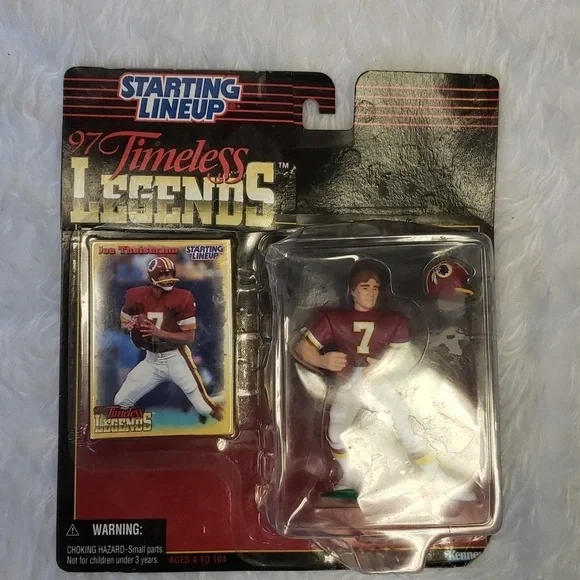 STARTING
LINEUP
97 Timeless
LEGENDS™
Joe Theismann
STARTING
LINEUP
7
Timeless
LEGENDS
7
WARNING:
CHOKING HAZARD-Small parts.
Not for children under 3 years.
AGES 4 TO 104
Kenner